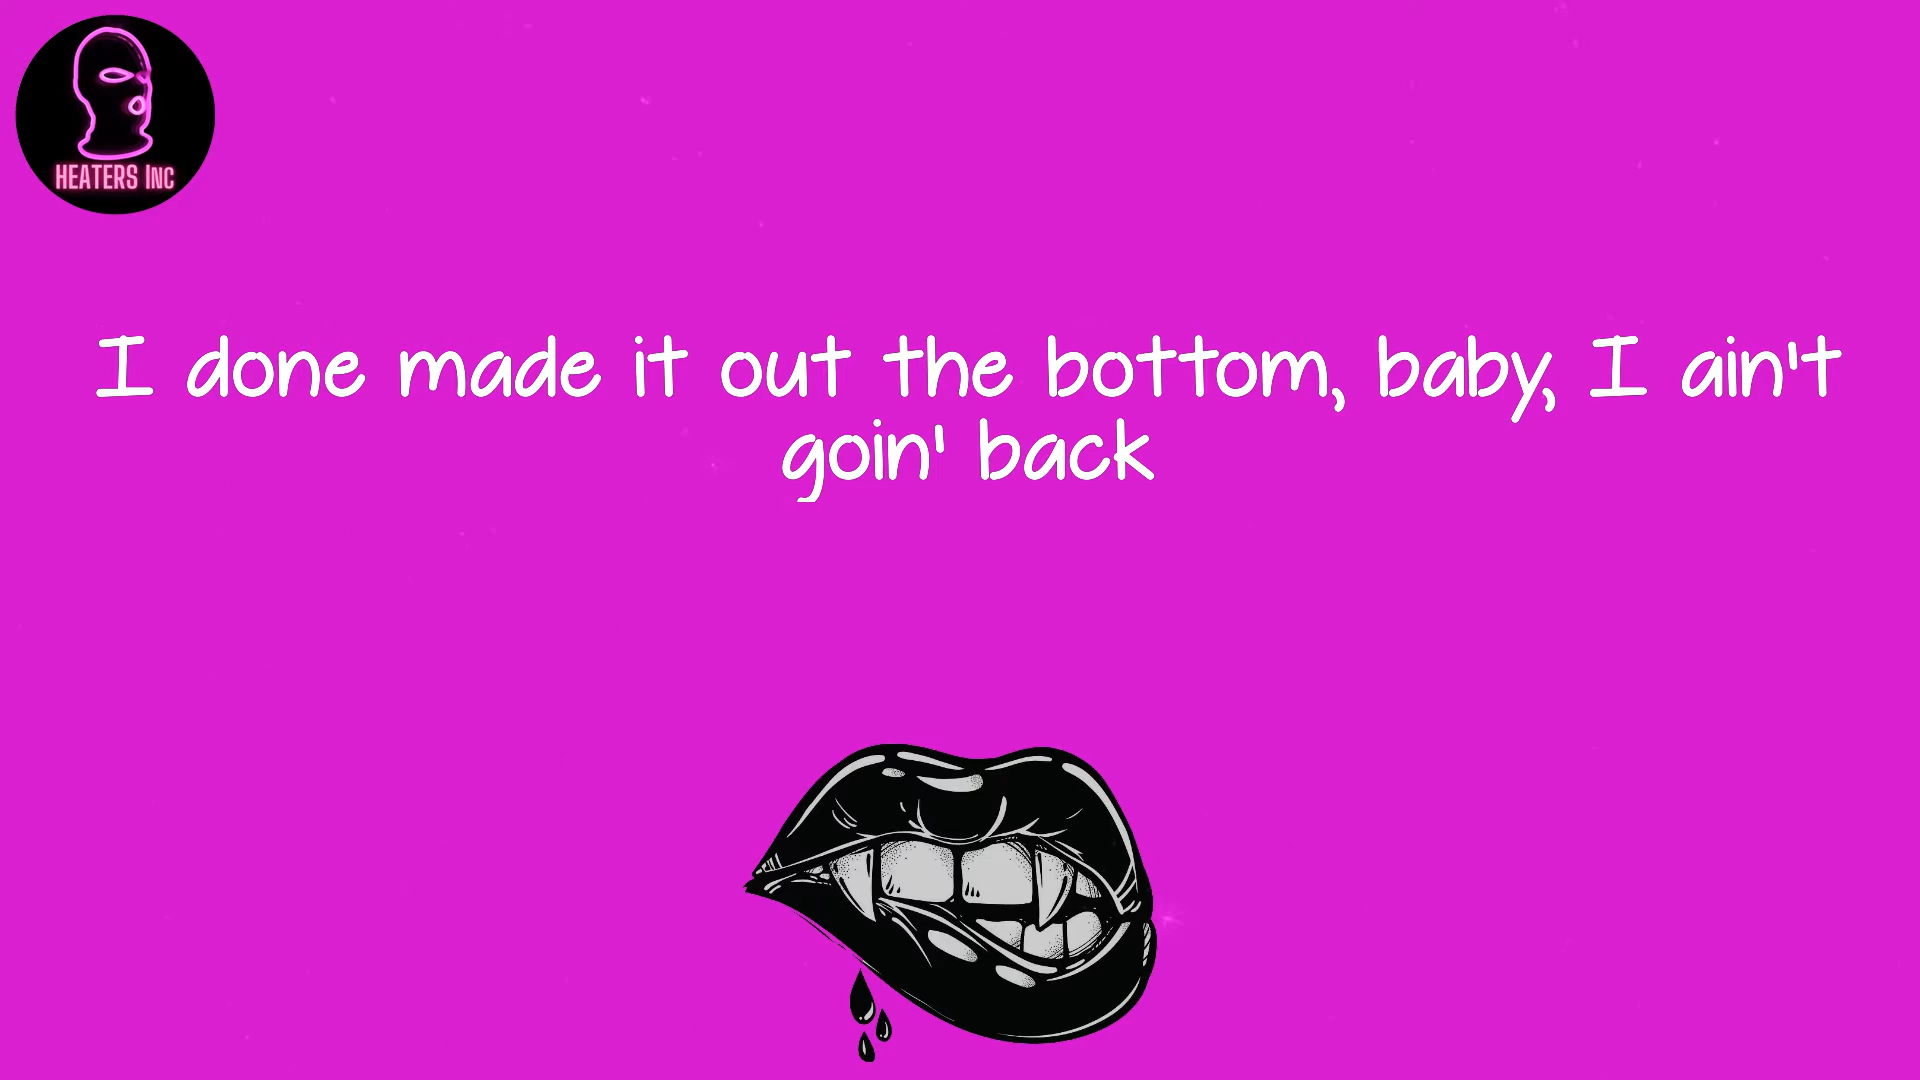 HEATERS INC
I done made it out the bottom, baby, I ain't
goin' back